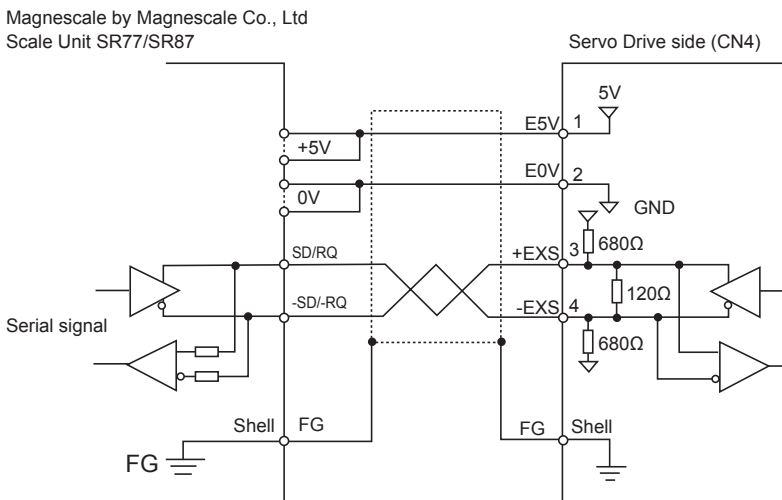 Magnescale by Magnescale Co., Ltd
Scale Unit SR77/SR87
Servo Drive side (CN4)
5V
E5V 1
+5V
E0V 2
0V
GND
SD/RQ
+EXS 3
680Ω
120Ω
-SD/-RQ
-EXS 4
Serial signal
680Ω
Shell FG
FG Shell
FG